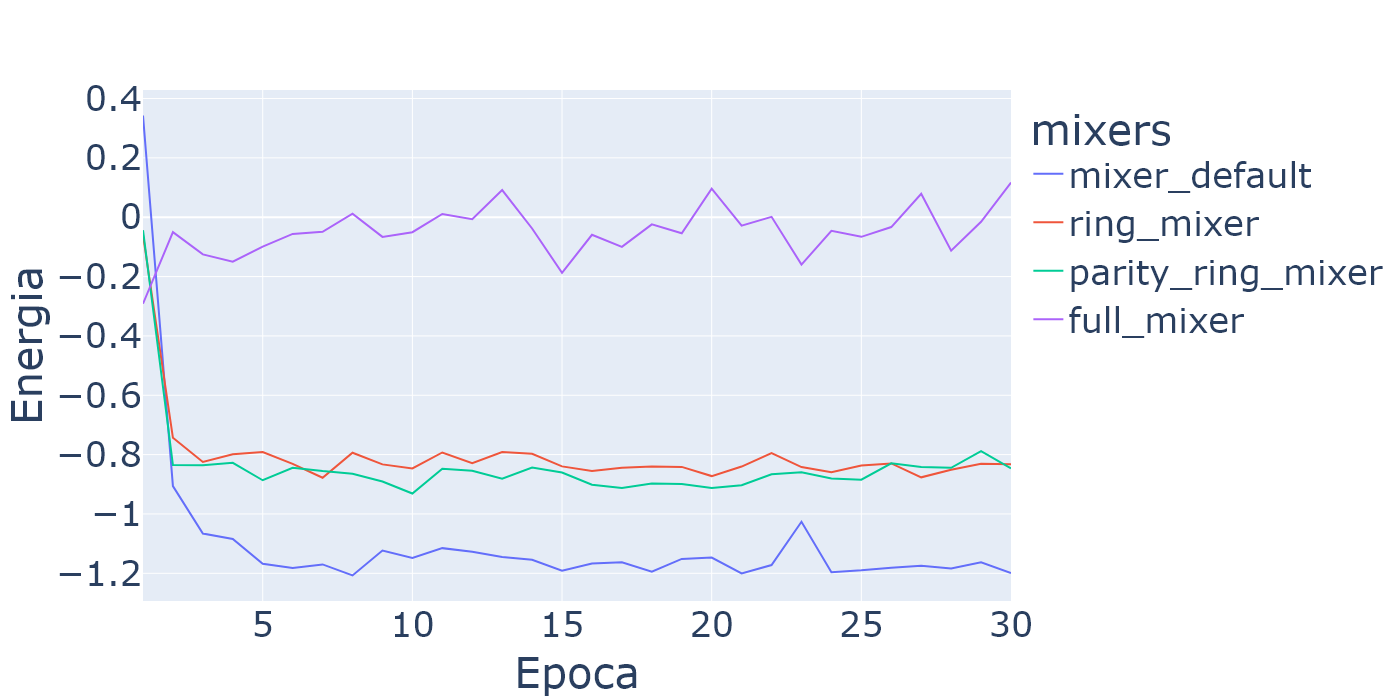 0.4
0.2
0
−0.2
−0.4
−0.6
−0.8
−1
−1.2
Energia
5 10 15 20 25 30
Epoca
mixers
mixer_default
ring_mixer
parity_ring_mixer
full_mixer